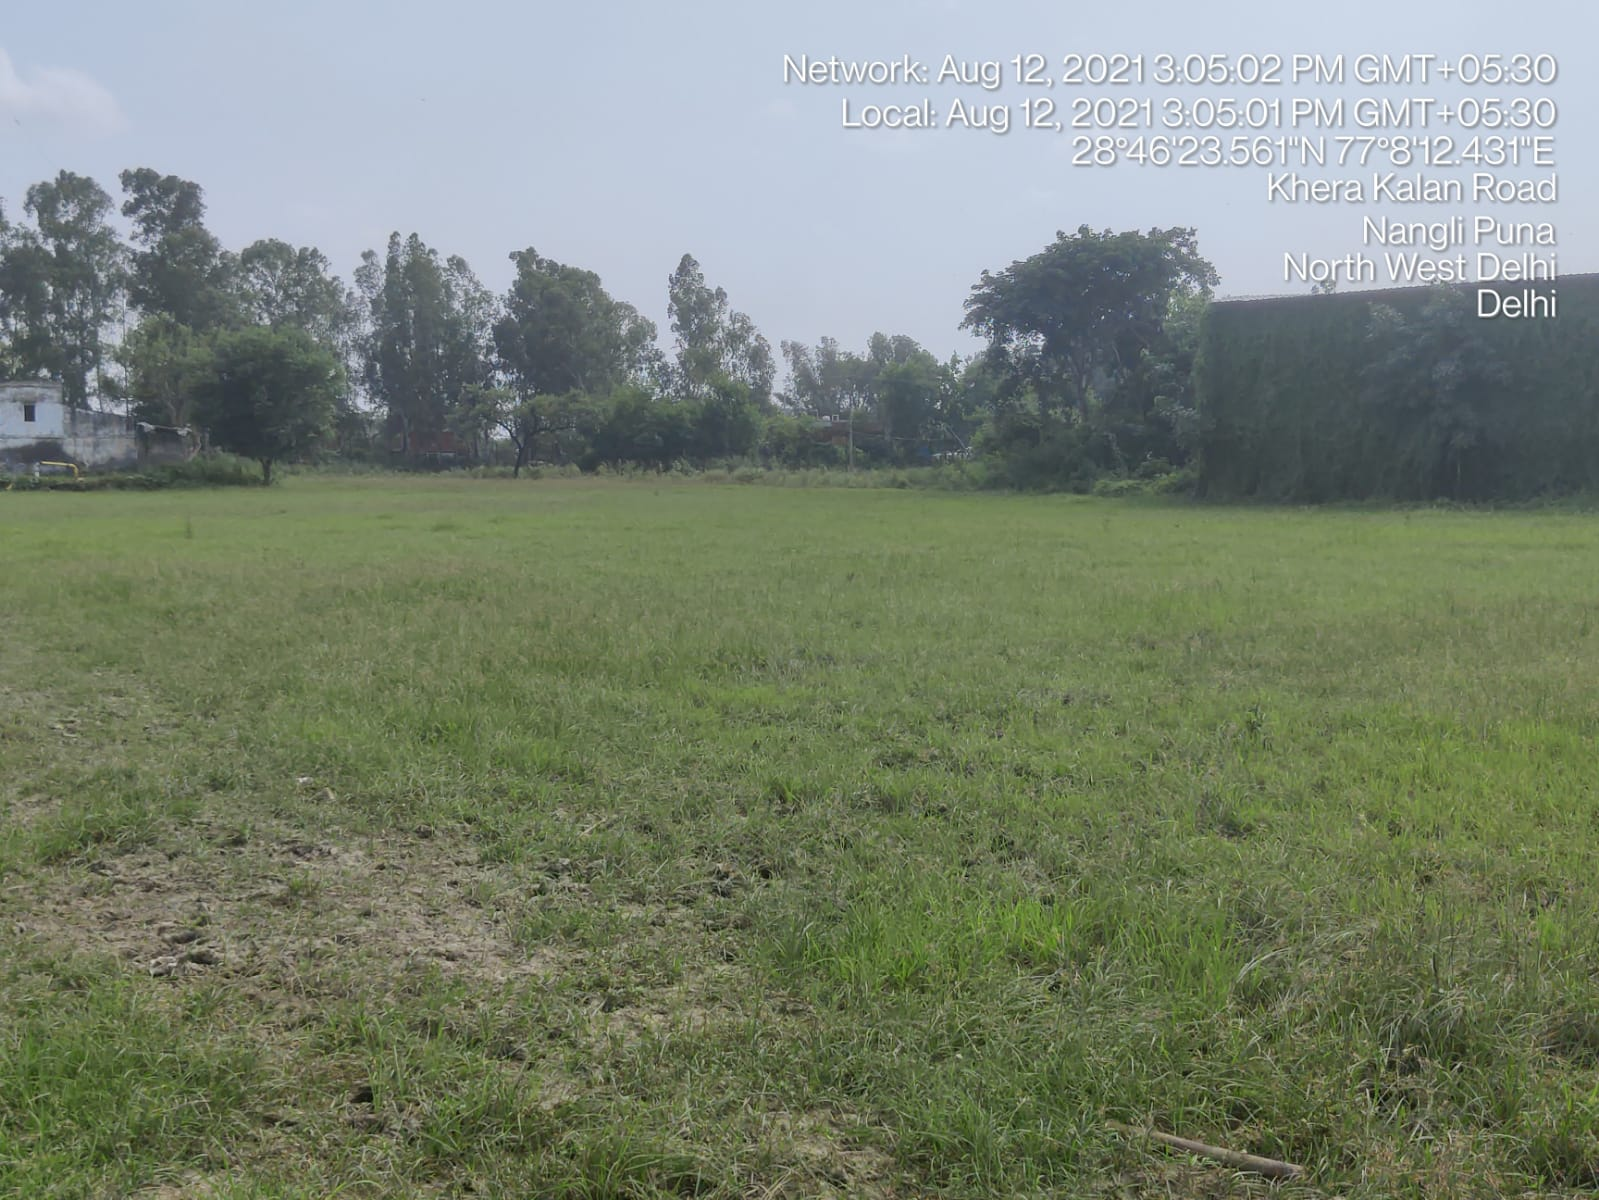 Network: Aug 12, 2021 3:05:02 PM GMT+05:30
Local: Aug 12, 2021 3:05:01 PM GMT+05:30
28°46'23.561"N 77°8'12.431"E
Khera Kalan Road
Nangli Puna
North West Delhi
Delhi